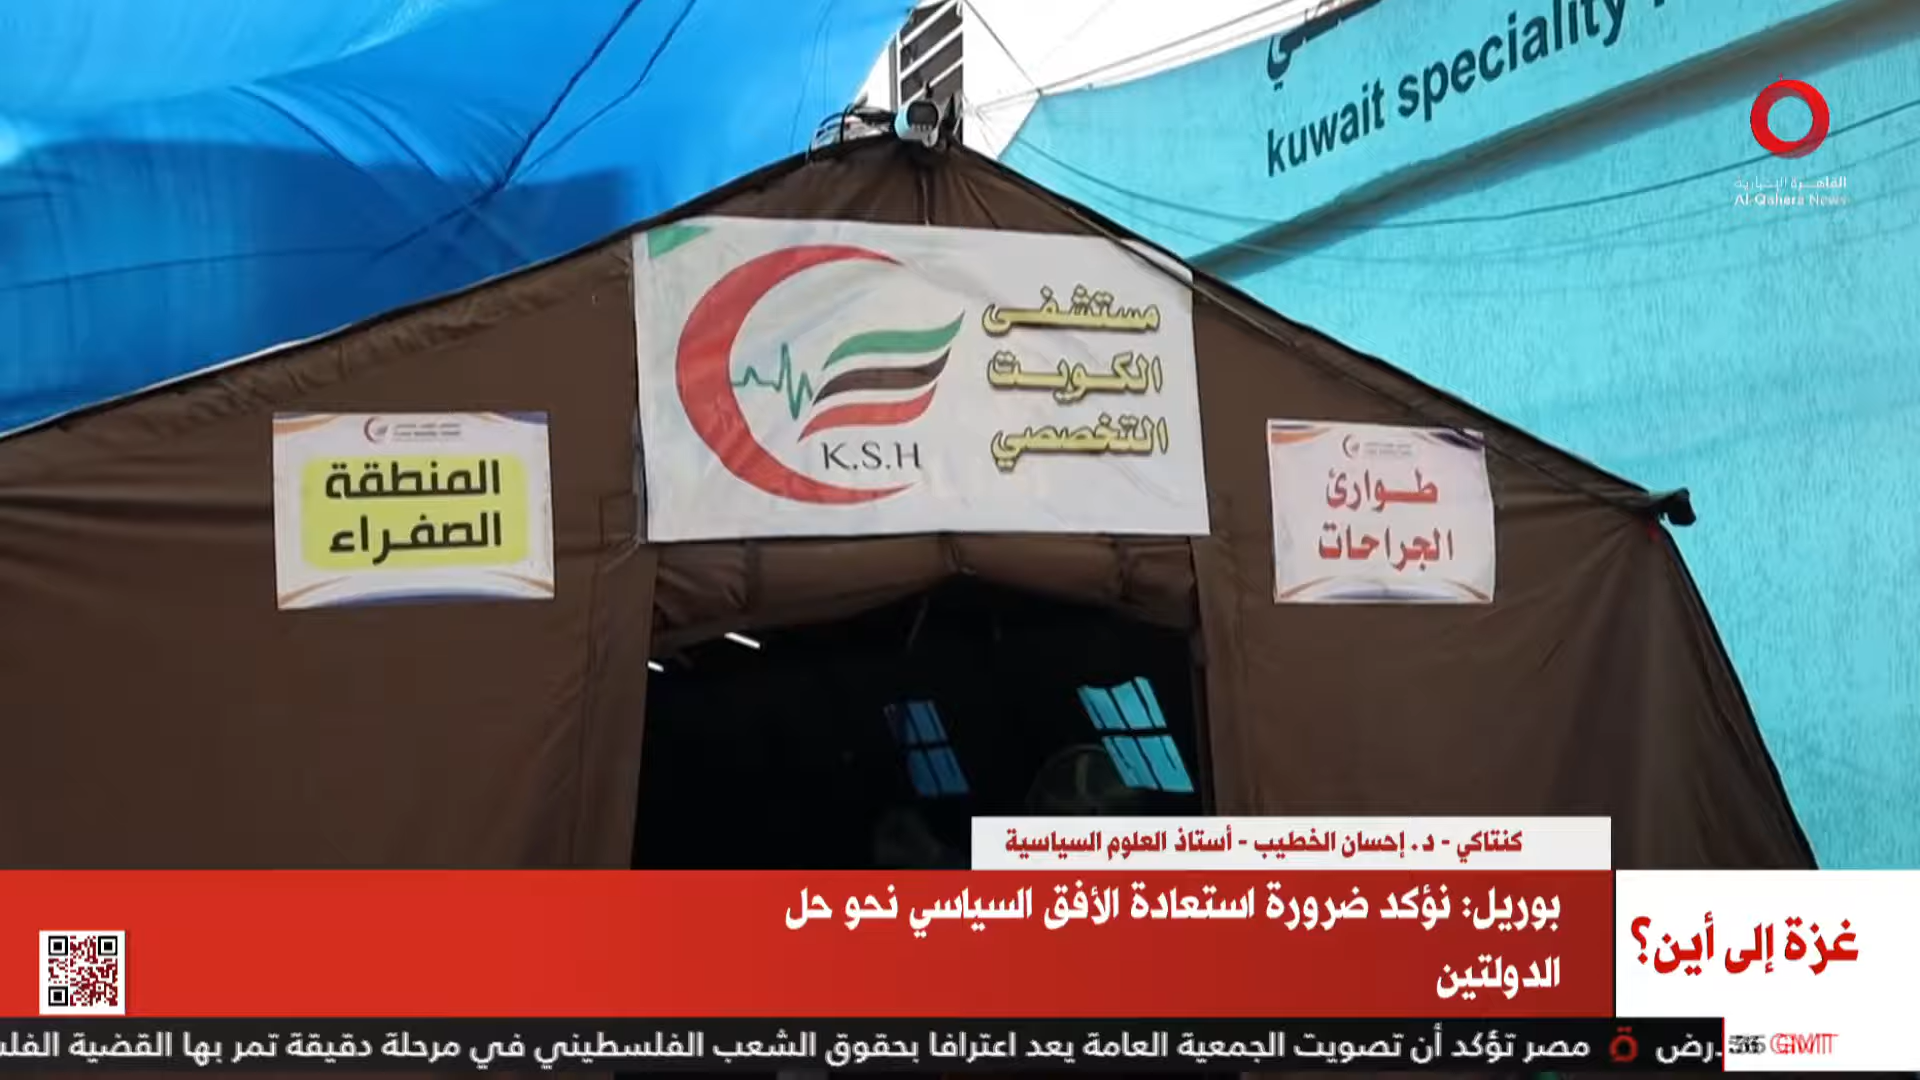 kuwait speciality
القاهرة الإخبارية
Al Qahera News
مستشفى
الكويت
التخصصي
K.S.H
المنطقة
الصفراء
طوارئ
الجراحات
كنتاكي - د. إحسان الخطيب - أستاذ العلوم السياسية
بوريل: نؤكد ضرورة استعادة الأفق السياسي نحو حل
الدولتين
غزة إلى أين؟
مصر تؤكد أن تصويت الجمعية العامة يعد اعترافا بحقوق الشعب الفلسطيني في مرحلة دقيقة تمر بها القضية
GMT